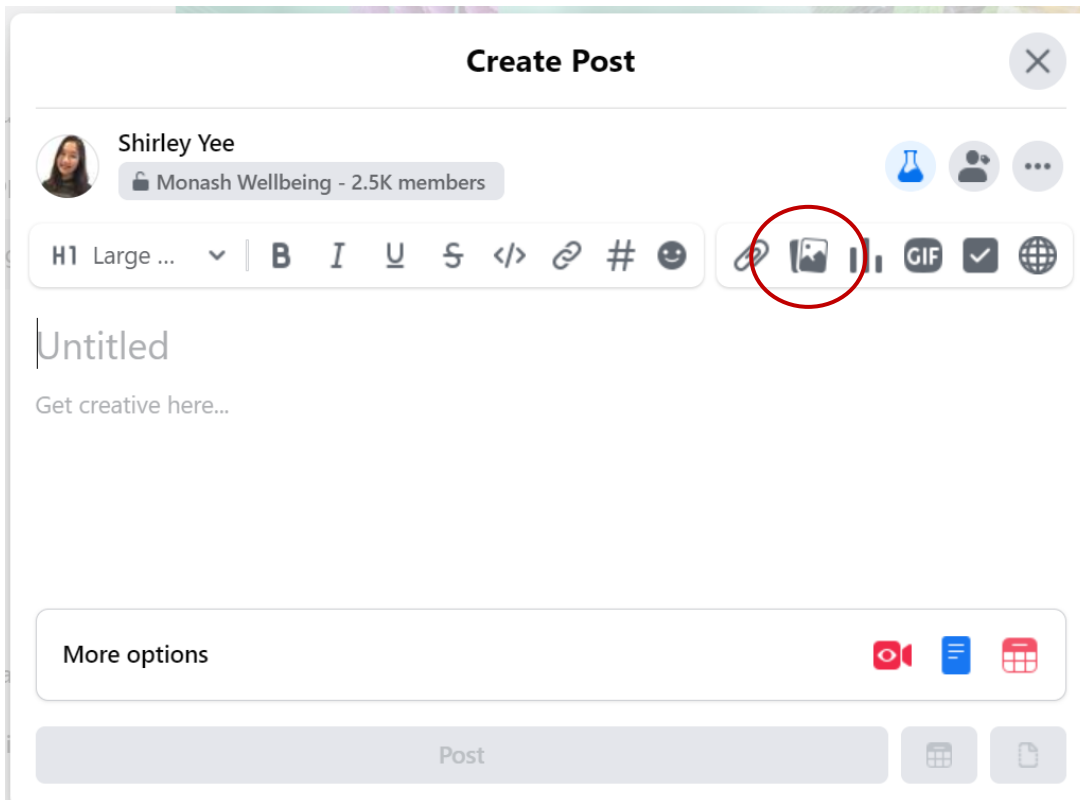 Create Post
Shirley Yee
Monash Wellbeing - 2.5K members
H1 Large ... B I U S </> # GIF
Untitled
Get creative here...
More options
Post